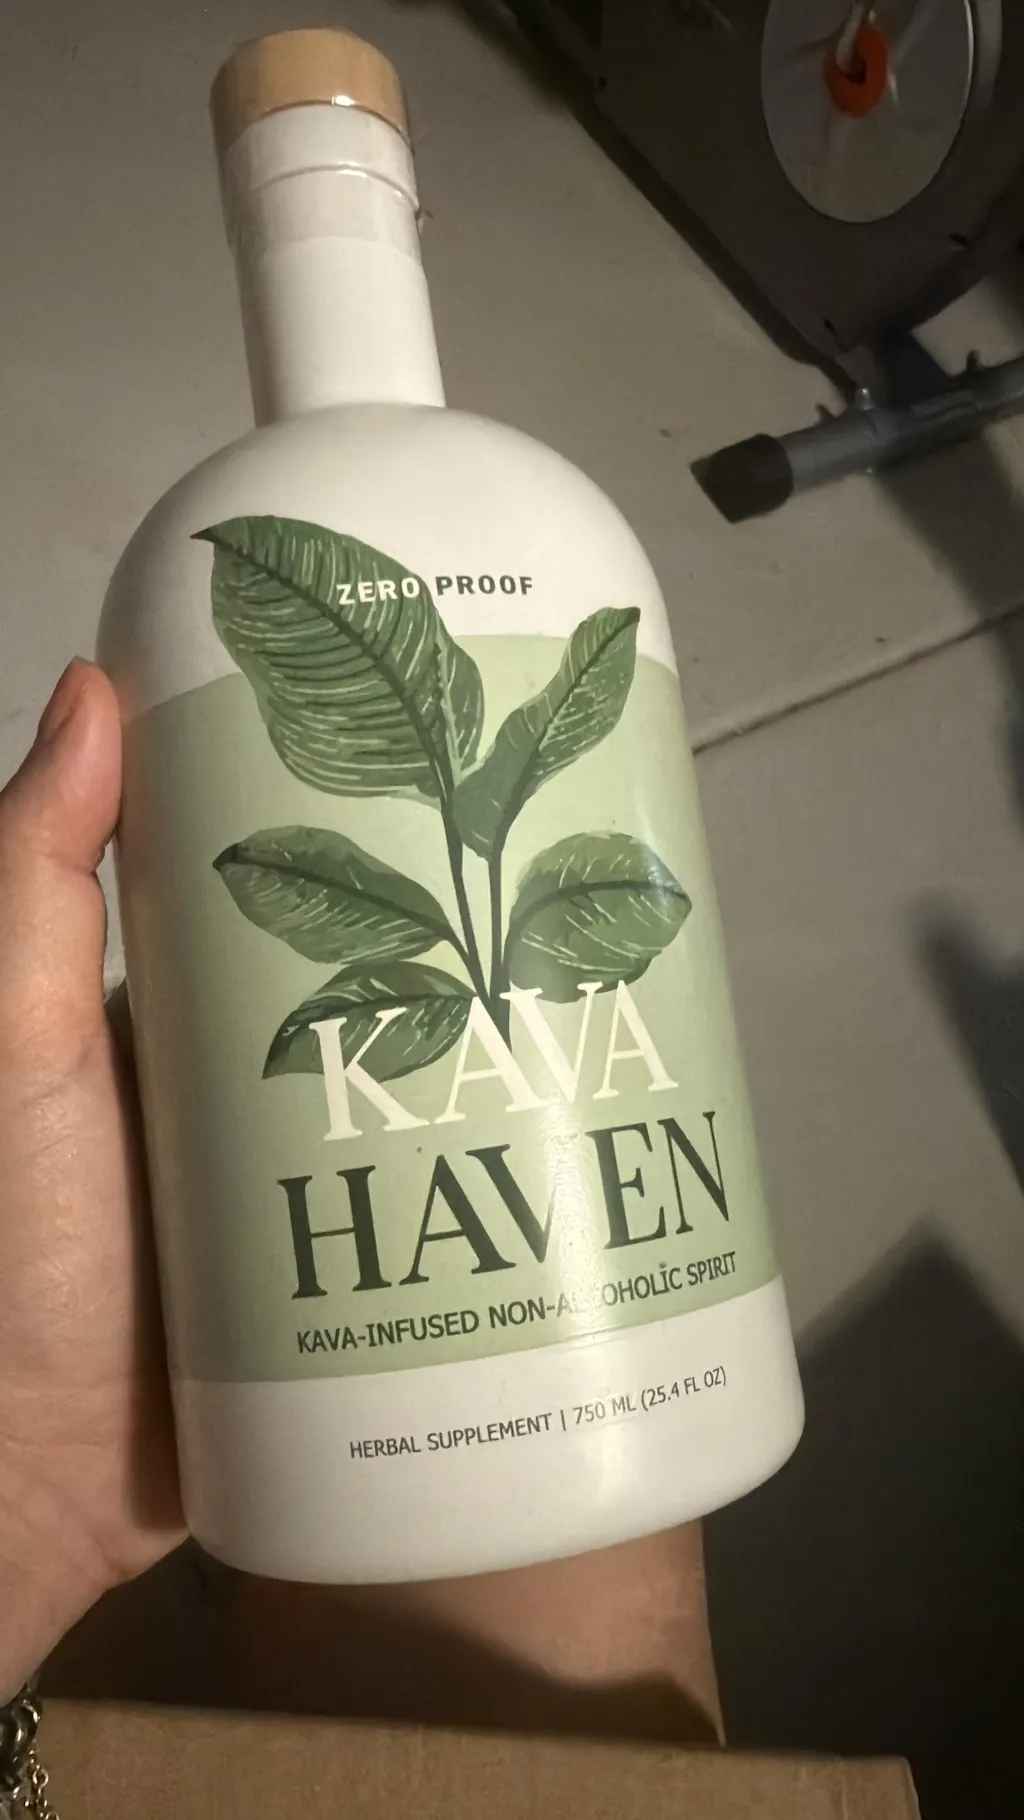 ZERO PROOF
KAVA
HAVEN
KAVA-INFUSED NON-ALCOHOLIC SPIRIT
HERBAL SUPPLEMENT | 750 ML (25.4 FL OZ)